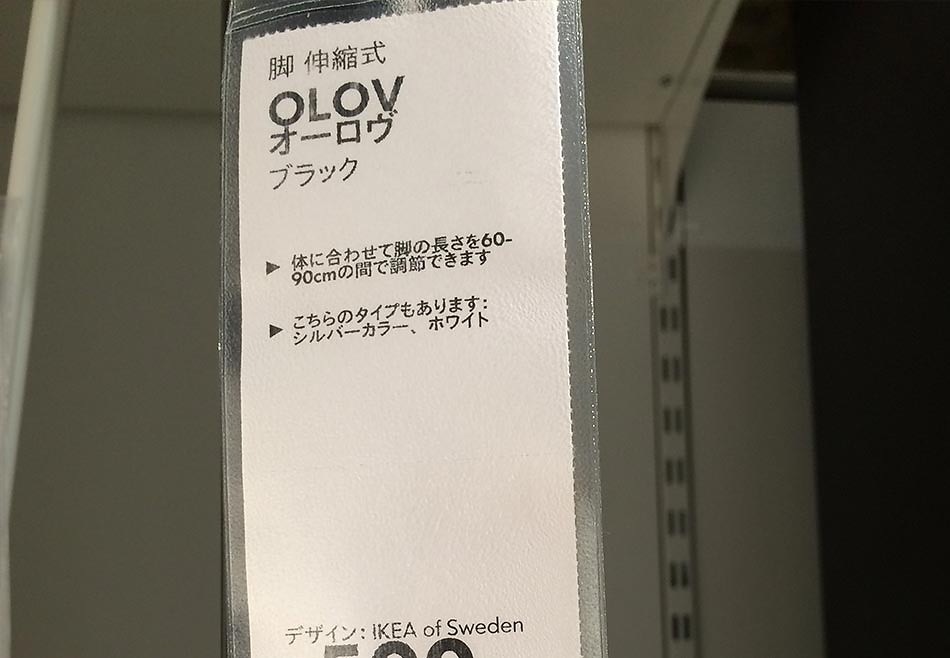 脚 伸縮式
OLOV
オーロヴ
ブラック
▶ 体に合わせて脚の長さを60-
90cmの間で調節できます
▶ こちらのタイプもあります:
シルバーカラー、ホワイト
デザイン: IKEA of Sweden